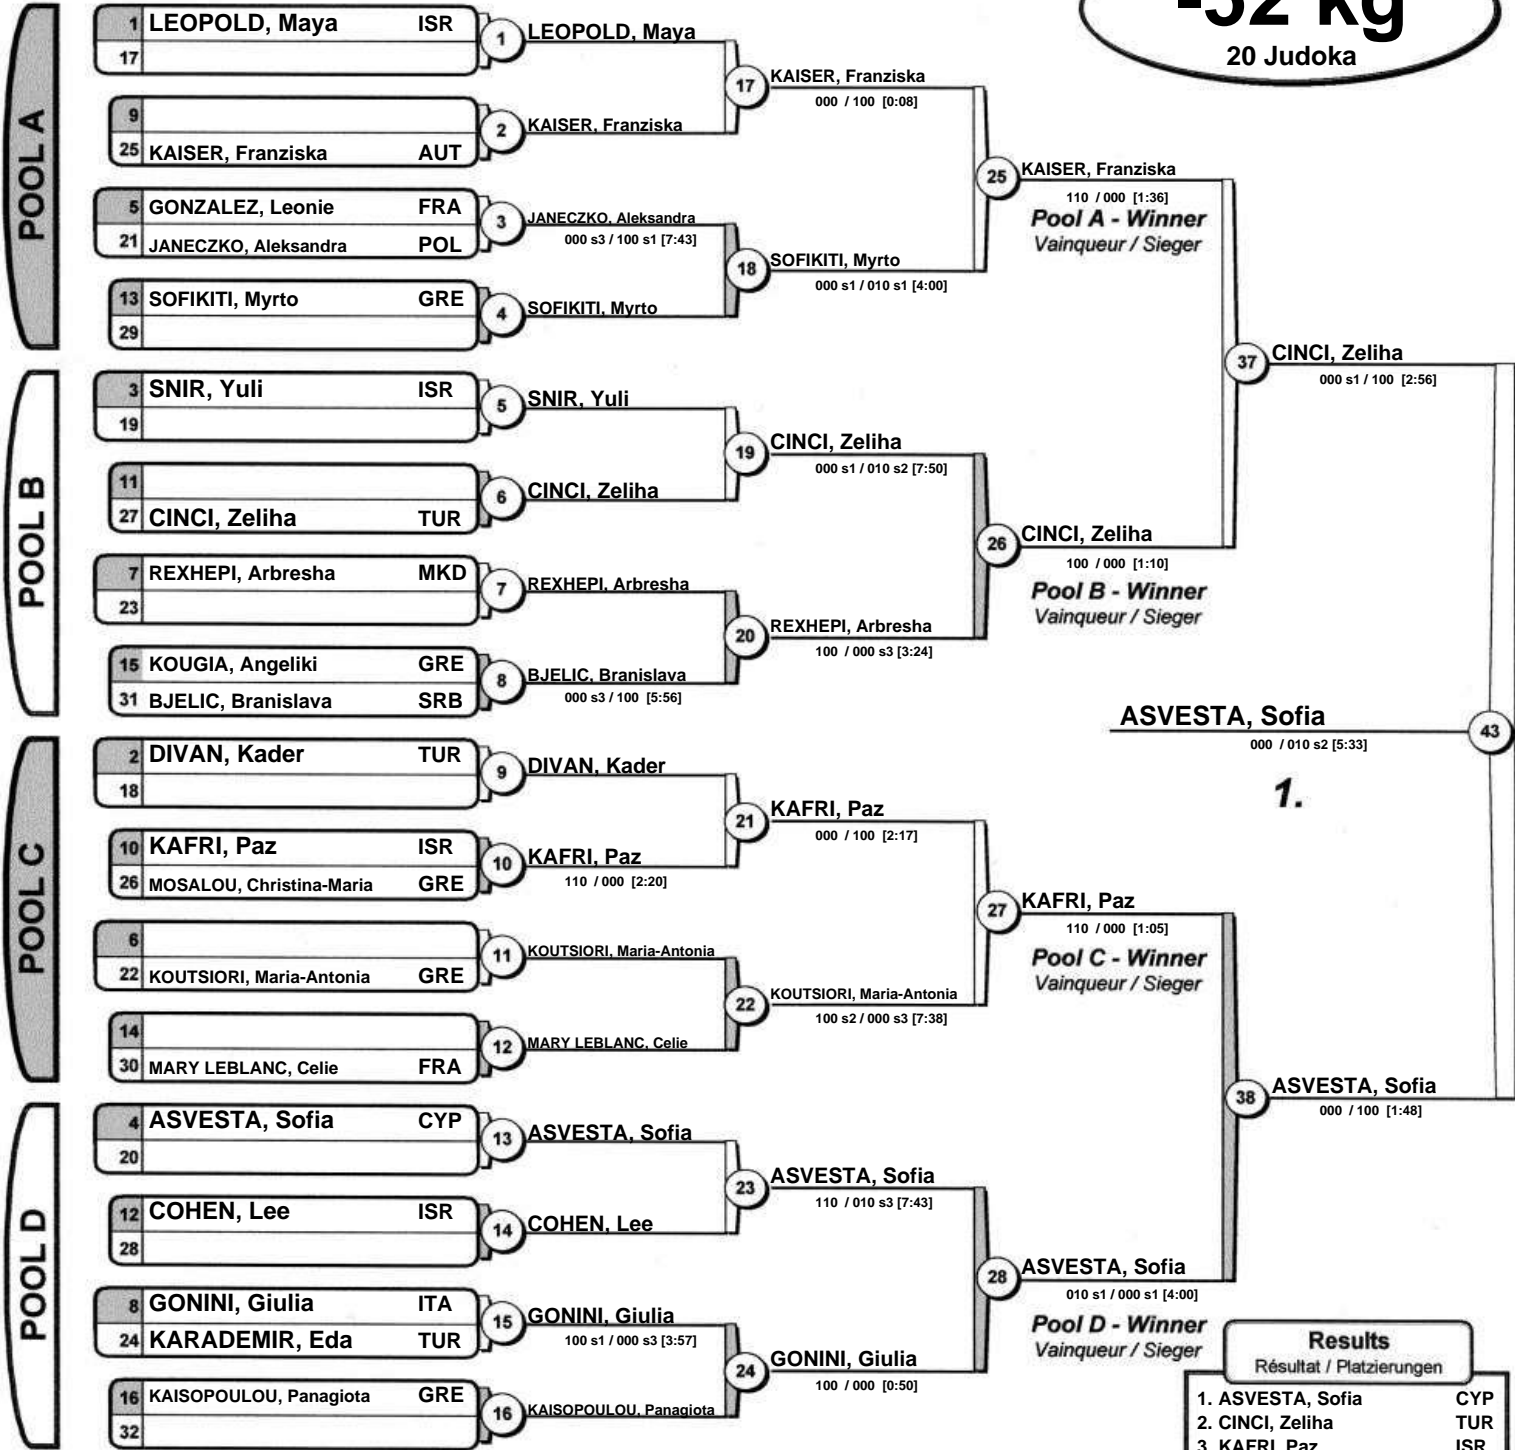 -52 kg
20 Judoka
POOL A
1 LEOPOLD, Maya ISR
17
9
25 KAISER, Franziska AUT
5 GONZALEZ, Leonie FRA
21 JANECZKO, Aleksandra POL
13 SOFIKITI, Myrto GRE
29
1 LEOPOLD, Maya
2 KAISER, Franziska
3 JANECZKO, Aleksandra
000 s3 / 100 s1 [7:43]
4 SOFIKITI, Myrto
17 KAISER, Franziska
000 / 100 [0:08]
18 SOFIKITI, Myrto
000 s1 / 010 s1 [4:00]
25 KAISER, Franziska
110 / 000 [1:36]
Pool A - Winner
Vainqueur / Sieger
POOL B
3 SNIR, Yuli ISR
19
11
27 CINCI, Zeliha TUR
7 REXHEPI, Arbresha MKD
23
15 KOUGIA, Angeliki GRE
31 BJELIC, Branislava SRB
5 SNIR, Yuli
6 CINCI, Zeliha
7 REXHEPI, Arbresha
8 BJELIC, Branislava
000 s3 / 100 [5:56]
19 CINCI, Zeliha
000 s1 / 010 s2 [7:50]
20 REXHEPI, Arbresha
100 / 000 s3 [3:24]
26 CINCI, Zeliha
100 / 000 [1:10]
Pool B - Winner
Vainqueur / Sieger
37 CINCI, Zeliha
000 s1 / 100 [2:56]
ASVESTA, Sofia 43
000 / 010 s2 [5:33]
1.
POOL C
2 DIVAN, Kader TUR
18
10 KAFRI, Paz ISR
26 MOSALOU, Christina-Maria GRE
6
22 KOUTSIORI, Maria-Antonia GRE
14
30 MARY LEBLANC, Celie FRA
9 DIVAN, Kader
10 KAFRI, Paz
110 / 000 [2:20]
11 KOUTSIORI, Maria-Antonia
12 MARY LEBLANC, Celie
21 KAFRI, Paz
000 / 100 [2:17]
22 KOUTSIORI, Maria-Antonia
100 s2 / 000 s3 [7:38]
27 KAFRI, Paz
110 / 000 [1:05]
Pool C - Winner
Vainqueur / Sieger
POOL D
4 ASVESTA, Sofia CYP
20
12 COHEN, Lee ISR
28
8 GONINI, Giulia ITA
24 KARADEMIR, Eda TUR
16 KAISOPOULOU, Panagiota GRE
32
13 ASVESTA, Sofia
14 COHEN, Lee
15 GONINI, Giulia
100 s1 / 000 s3 [3:57]
16 KAISOPOULOU, Panagiota
23 ASVESTA, Sofia
110 / 010 s3 [7:43]
24 GONINI, Giulia
100 / 000 [0:50]
28 ASVESTA, Sofia
010 s1 / 000 s1 [4:00]
Pool D - Winner
Vainqueur / Sieger
38 ASVESTA, Sofia
000 / 100 [1:48]
Results
Résultat / Platzierungen
1. ASVESTA, Sofia CYP
2. CINCI, Zeliha TUR
3. KAFRI, Paz ISR